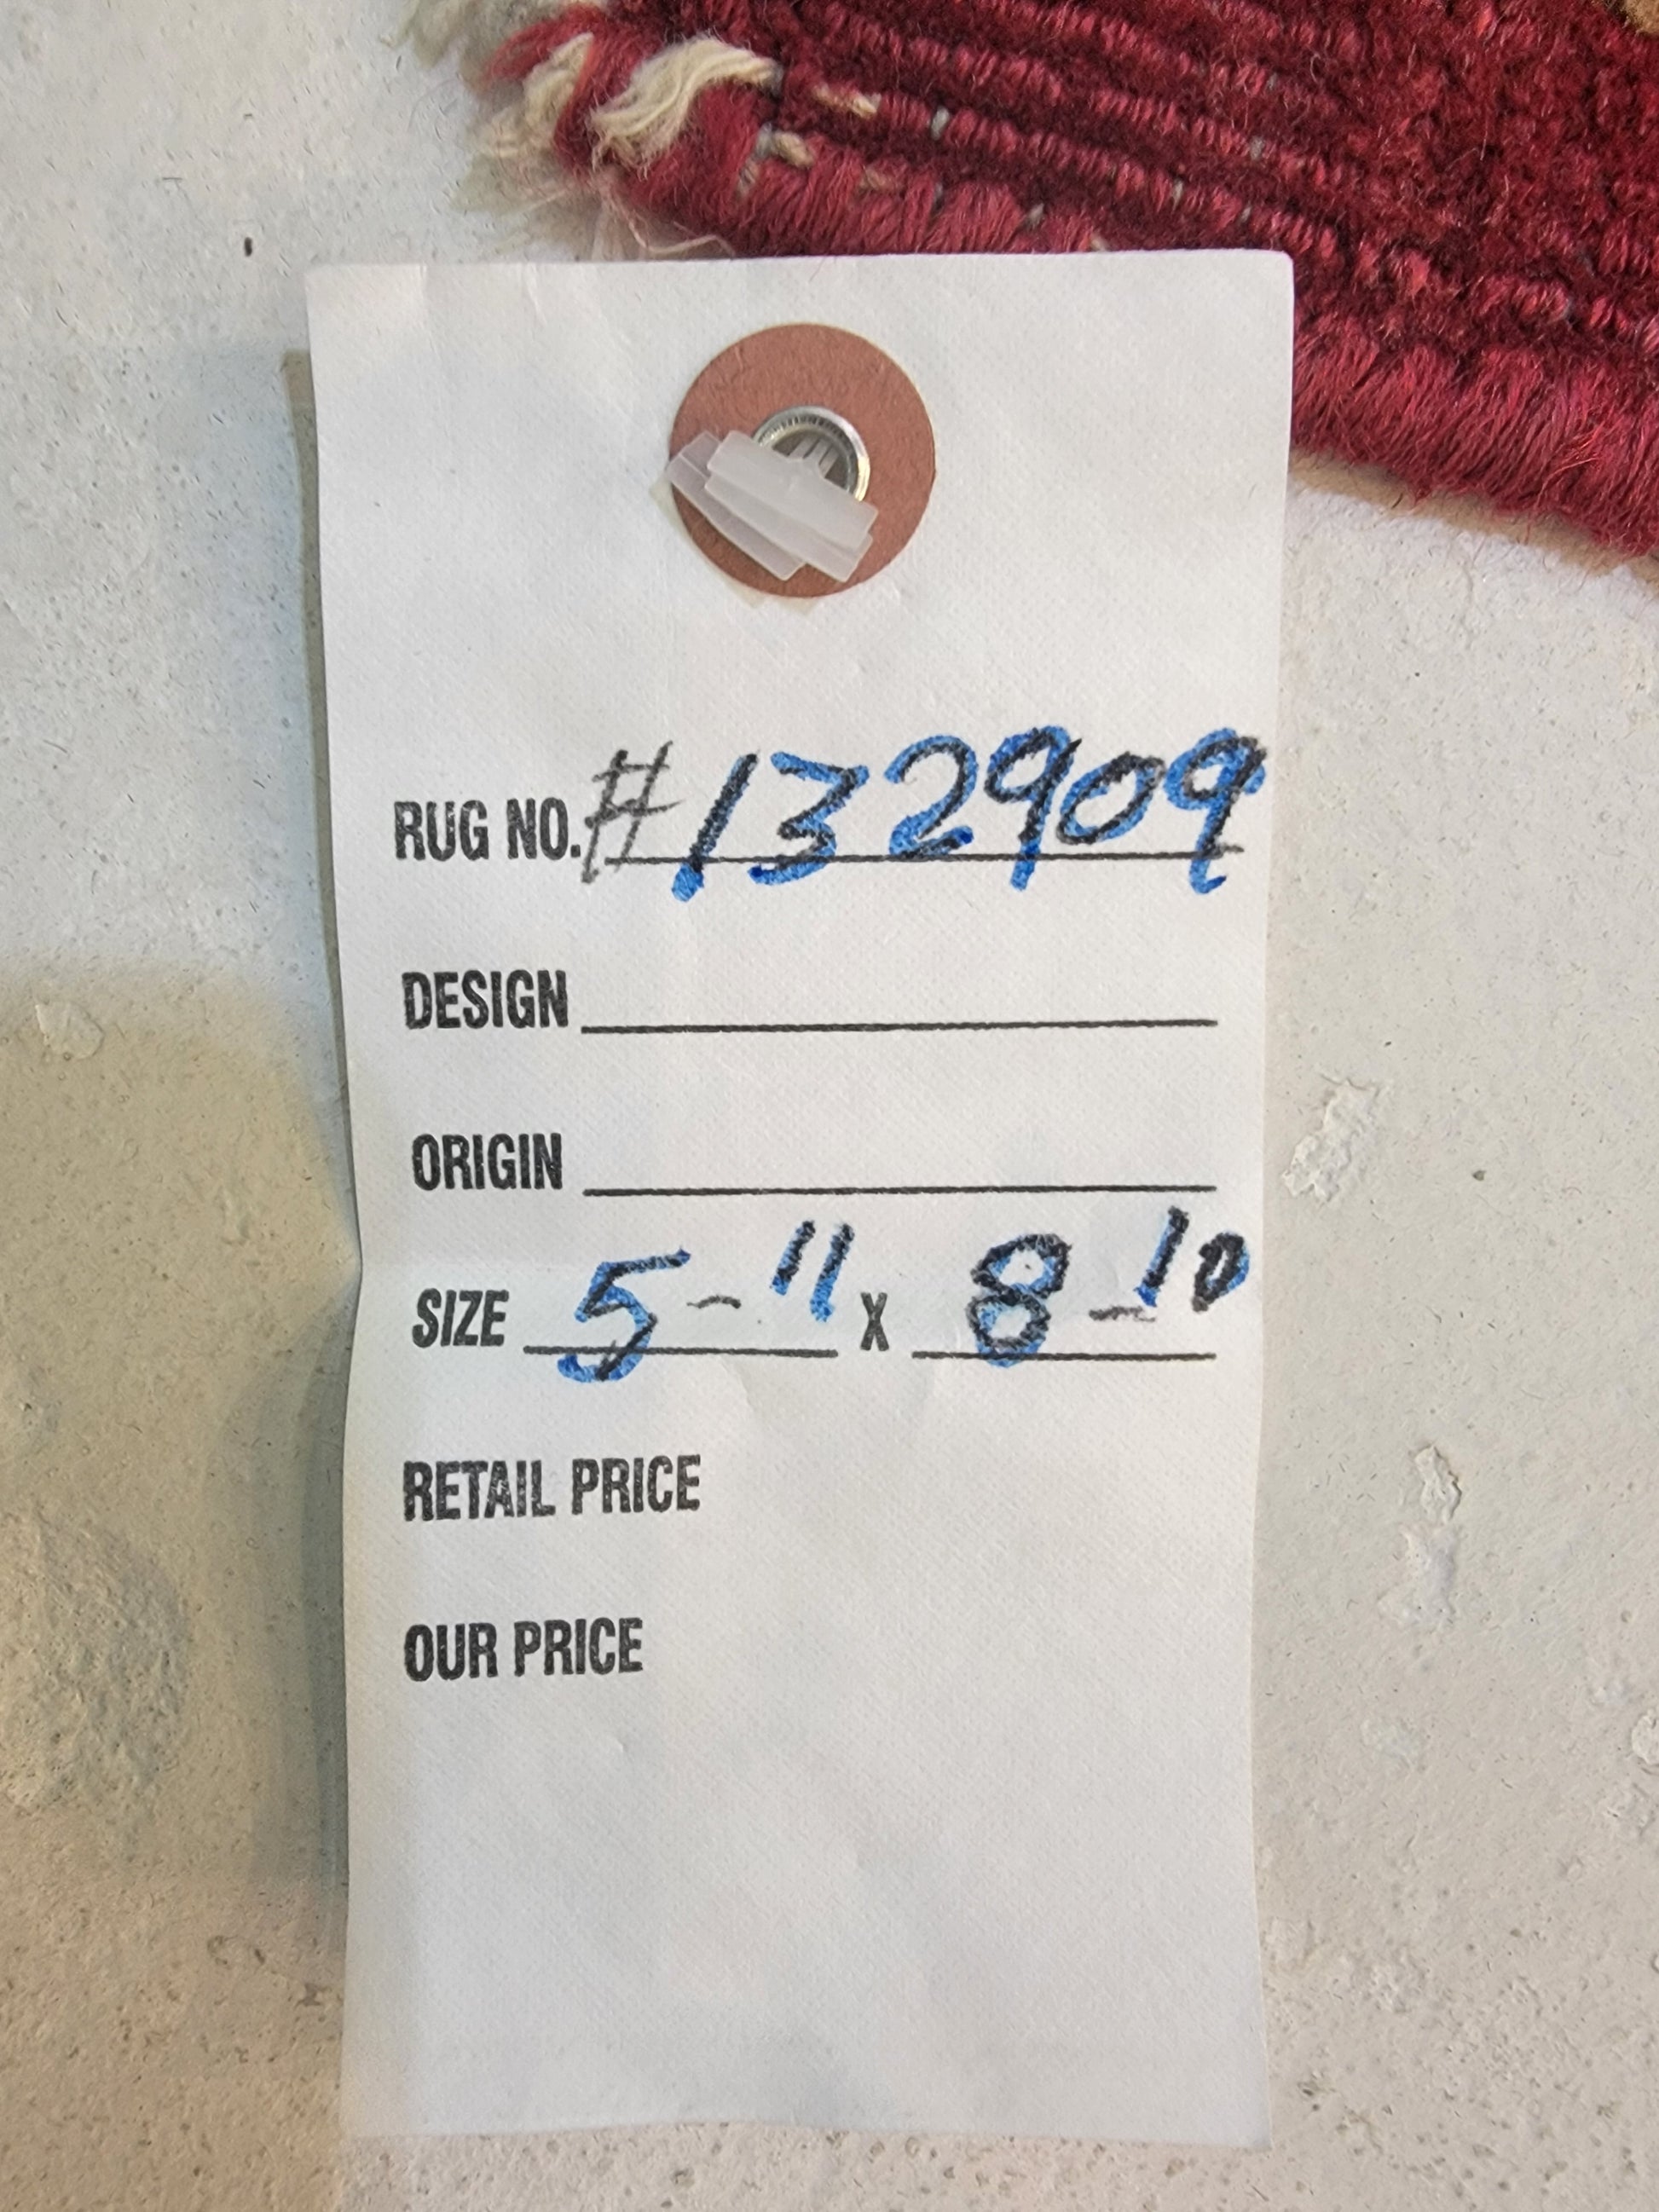 RUG NO. #132909
DESIGN
ORIGIN
SIZE 5-11 X 8-10
RETAIL PRICE
OUR PRICE